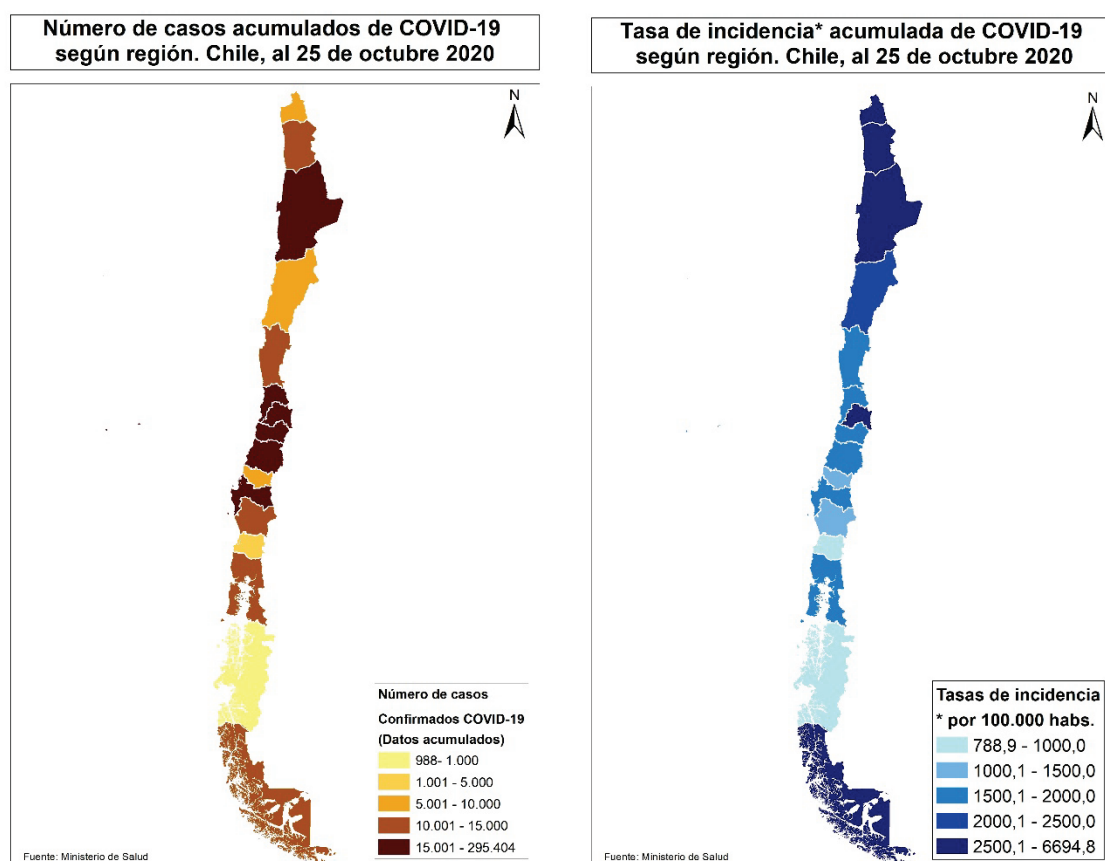 Número de casos acumulados de COVID-19
según región. Chile, al 25 de octubre 2020
N
Número de casos
Confirmados COVID-19
(Datos acumulados)
988- 1.000
1.001 - 5.000
5.001 - 10.000
10.001 - 15.000
15.001 - 295.404
Fuente: Ministerio de Salud
Tasa de incidencia* acumulada de COVID-19
según región. Chile, al 25 de octubre 2020
N
Tasas de incidencia
* por 100.000 habs.
788,9 - 1000,0
1000,1 - 1500,0
1500,1 - 2000,0
2000,1 - 2500,0
2500,1 - 6694,8
Fuente: Ministerio de Salud